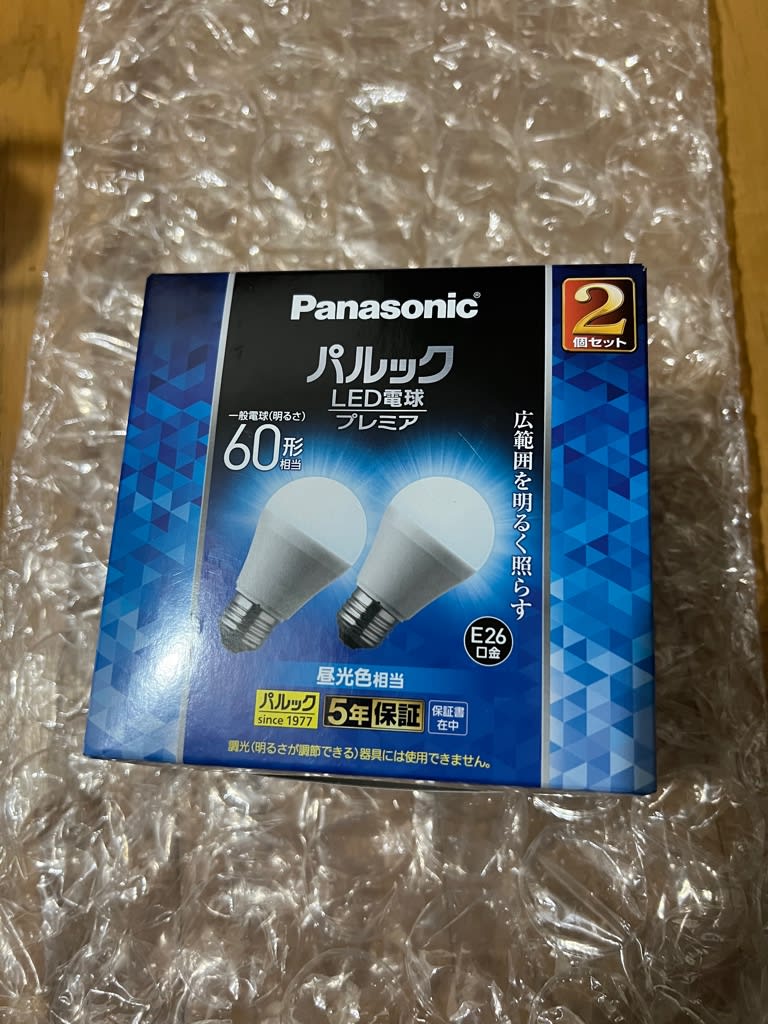 Panasonic®
2
個セット
パルック
LED電球
プレミア
一般電球(明るさ)
60形
相当
広範囲を明るく照らす
E26
口金
昼光色相当
パルック
since 1977
5年保証
保証書
在中
調光(明るさが調節できる)器具には使用できません。